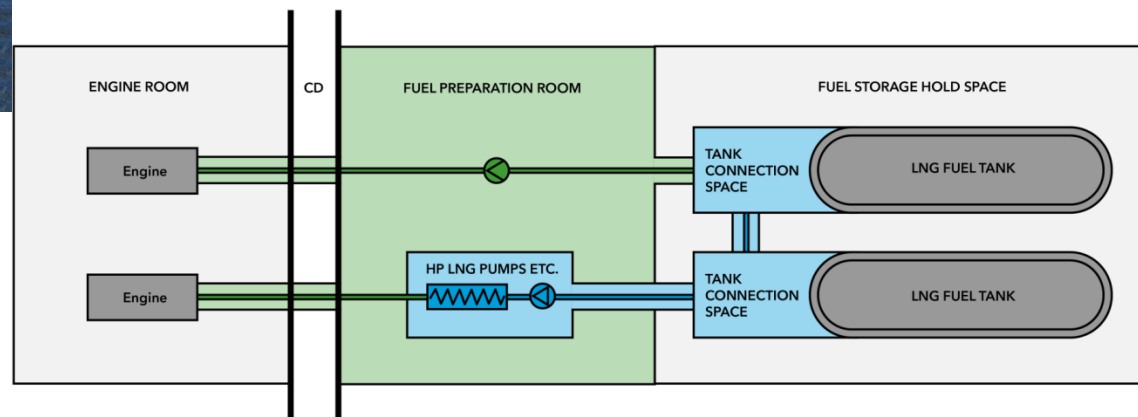 ENGINE ROOM
CD
FUEL PREPARATION ROOM
FUEL STORAGE HOLD SPACE
Engine
TANK
CONNECTION
SPACE
LNG FUEL TANK
HP LNG PUMPS ETC.
Engine
TANK
CONNECTION
SPACE
LNG FUEL TANK